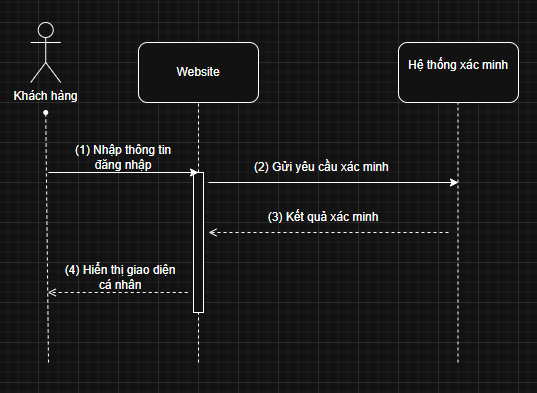 Khách hàng
Website
Hệ thống xác minh
(1) Nhập thông tin
đăng nhập
(2) Gửi yêu cầu xác minh
(3) Kết quả xác minh
(4) Hiển thị giao diện
cá nhân